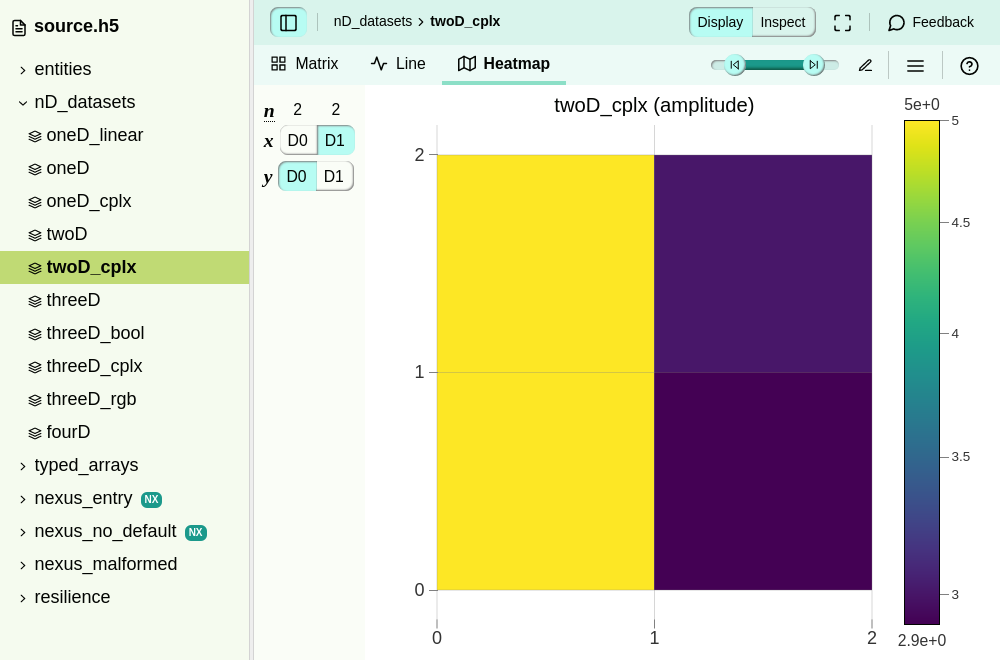 source.h5
entities
nD_datasets
oneD_linear
oneD
oneD_cplx
twoD
twoD_cplx
threeD
threeD_bool
threeD_cplx
threeD_rgb
fourD
typed_arrays
nexus_entry NX
nexus_no_default NX
nexus_malformed
resilience
nD_datasets › twoD_cplx
Display Inspect
Feedback
Matrix Line Heatmap
n 2 2
x D0 D1
y D0 D1
twoD_cplx (amplitude)
2
1
0
0 1 2
5e+0
5
4.5
4
3.5
3
2.9e+0